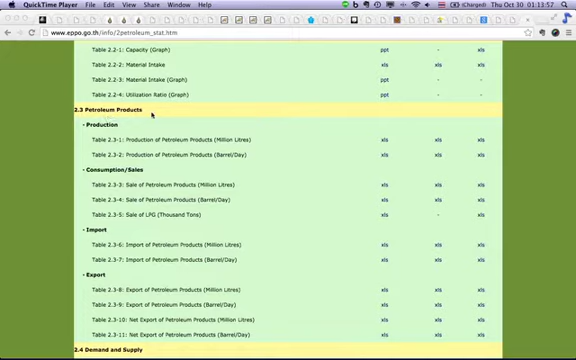 QuickTime Player File Edit View Window Help (Charged) Thu Oct 30 01:13:57
www.eppo.go.th/info/2petroleum_stat.htm
Table 2.2-1: Capacity (Graph) ppt - xls
Table 2.2-2: Material Intake xls xls xls
Table 2.2-3: Material Intake (Graph) ppt - -
Table 2.2-4: Utilization Ratio (Graph) ppt - -
2.3 Petroleum Products
- Production
Table 2.3-1: Production of Petroleum Products (Million Litres) xls xls xls
Table 2.3-2: Production of Petroleum Products (Barrel/Day) xls xls xls
- Consumption/Sales
Table 2.3-3: Sale of Petroleum Products (Million Litres) xls xls xls
Table 2.3-4: Sale of Petroleum Products (Barrel/Day) xls xls xls
Table 2.3-5: Sale of LPG (Thousand Tons) xls - xls
- Import
Table 2.3-6: Import of Petroleum Products (Million Litres) xls xls xls
Table 2.3-7: Import of Petroleum Products (Barrel/Day) xls xls xls
- Export
Table 2.3-8: Export of Petroleum Products (Million Litres) xls xls xls
Table 2.3-9: Export of Petroleum Products (Barrel/Day) xls xls xls
Table 2.3-10: Net Export of Petroleum Products (Million Litres) xls xls xls
Table 2.3-11: Net Export of Petroleum Products (Barrel/Day) xls xls xls
2.4 Demand and Supply